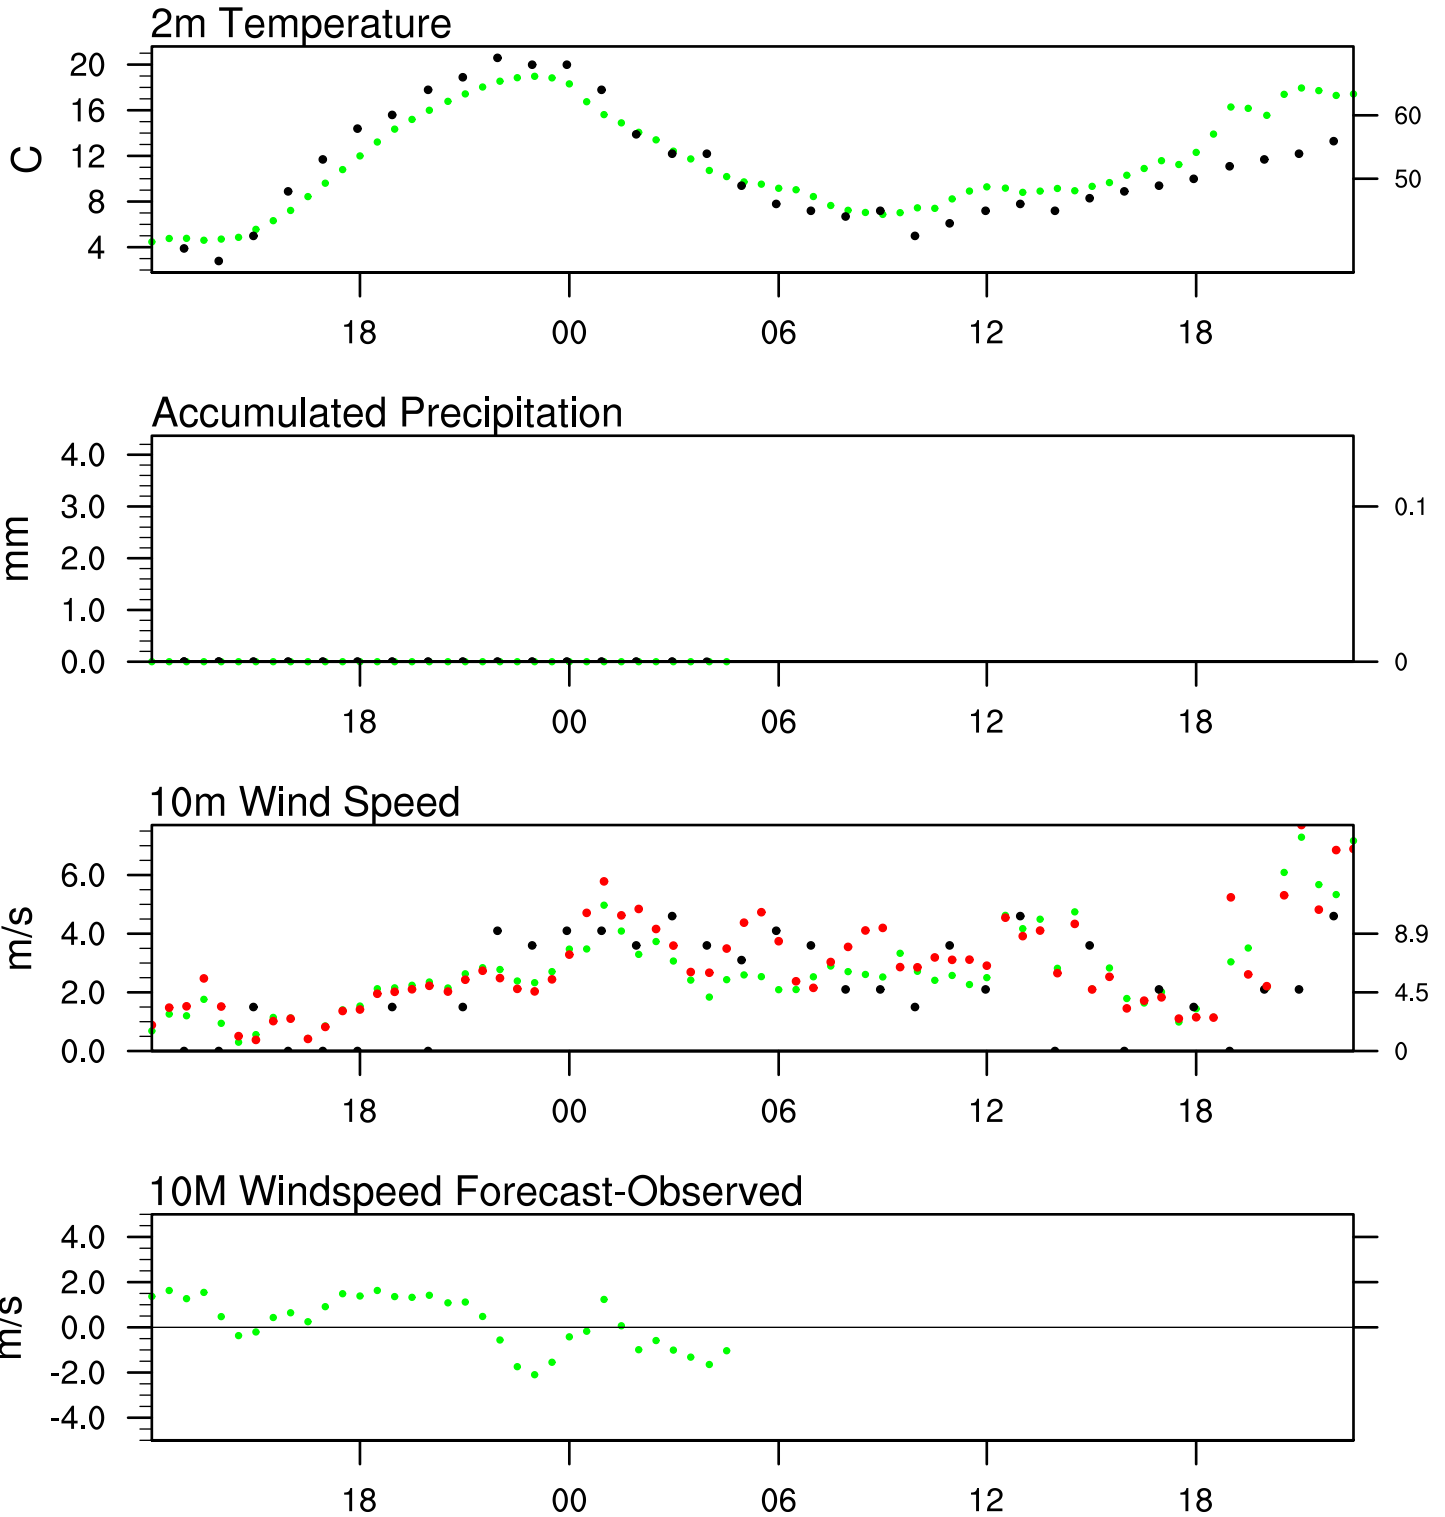 2m Temperature
20
16
12
8
4
C
60
50
18 00 06 12 18
Accumulated Precipitation
4.0
3.0
2.0
1.0
0.0
mm
0.1
0
18 00 06 12 18
10m Wind Speed
6.0
4.0
2.0
0.0
m/s
8.9
4.5
0
18 00 06 12 18
10M Windspeed Forecast-Observed
4.0
2.0
0.0
-2.0
-4.0
m/s
18 00 06 12 18